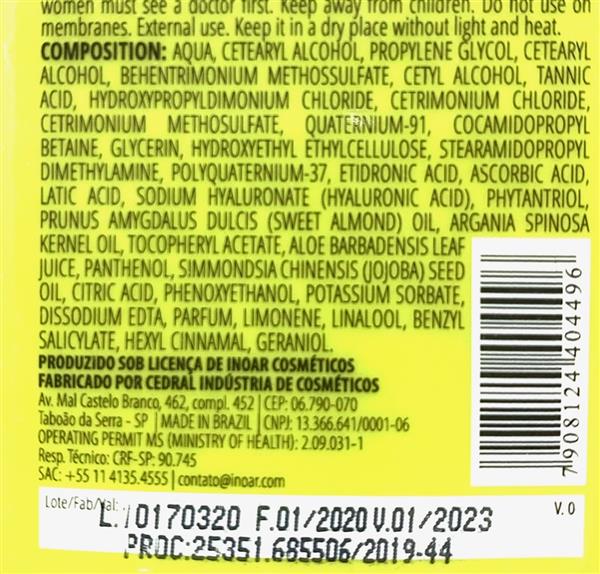 women must see a doctor first. Keep away from children. Do not use on
membranes. External use. Keep it in a dry place without light and heat.
COMPOSITION: AQUA, CETEARYL ALCOHOL, PROPYLENE GLYCOL, CETEARYL
ALCOHOL, BEHENTRIMONIUM METHOSSULFATE, CETYL ALCOHOL, TANNIC
ACID, HYDROXYPROPYLDIMONIUM CHLORIDE, CETRIMONIUM CHLORIDE,
CETRIMONIUM METHOSULFATE, QUATERNIUM-91, COCAMIDOPROPYL
BETAINE, GLYCERIN, HYDROXYETHYL ETHYLCELLULOSE, STEARAMIDOPROPYL
DIMETHYLAMINE, POLYQUATERNIUM-37, ETIDRONIC ACID, ASCORBIC ACID,
LATIC ACID, SODIUM HYALURONATE (HYALURONIC ACID), PHYTANTRIOL,
PRUNUS AMYGDALUS DULCIS (SWEET ALMOND) OIL, ARGANIA SPINOSA
KERNEL OIL, TOCOPHERYL ACETATE, ALOE BARBADENSIS LEAF
JUICE, PANTHENOL, SIMMONDSIA CHINENSIS (JOJOBA) SEED
OIL, CITRIC ACID, PHENOXYETHANOL, POTASSIUM SORBATE,
DISSODIUM EDTA, PARFUM, LIMONENE, LINALOOL, BENZYL
SALICYLATE, HEXYL CINNAMAL, GERANIOL.
PRODUZIDO SOB LICENÇA DE INOAR COSMÉTICOS
FABRICADO POR CEDRAL INDÚSTRIA DE COSMÉTICOS
Av. Mal Castelo Branco, 462, compl. 452 | CEP: 06.790-070
Taboão da Serra - SP | MADE IN BRAZIL | CNPJ: 13.366.641/0001-06
OPERATING PERMIT MS (MINISTRY OF HEALTH): 2.09.031-1
Resp. Técnico: CRF-SP: 90.745
SAC: +55 11 4135.4555 | contato@inoar.com
7 908124 404496
Lote/Fab/Val:
V. 0
L.10170320 F.01/2020 V.01/2023
PROC:25351.685506/2019-44